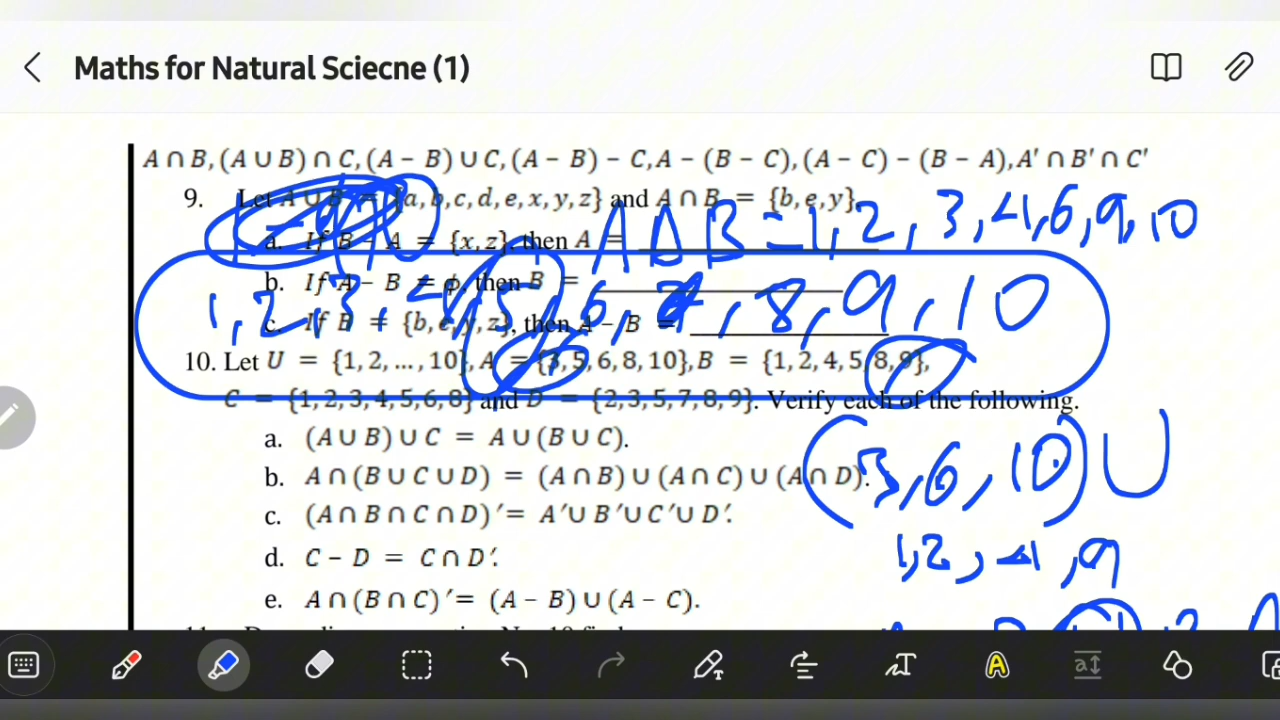 Maths for Natural Sciecne (1)
A ∩ B, (A ∪ B) ∩ C, (A − B) ∪ C, (A − B) − C, A − (B − C), (A − C) − (B − A), A′ ∩ B′ ∩ C′
9. Let A ∪ B = {a, b, c, d, e, x, y, z} and A ∩ B = {b, e, y}.
a. If B − A = {x, z}, then A =
A Δ B = 1, 2, 3, 4, 6, 9, 10
b. If A − B = ϕ, then B =
1, 2, 3, 4, 5, 6, 7, 8, 9, 10
c. If B = {b, e, y, z}, then A − B =
10. Let U = {1, 2, ..., 10}, A = {3, 5, 6, 8, 10}, B = {1, 2, 4, 5, 8, 9},
C = {1, 2, 3, 4, 5, 6, 8} and D = {2, 3, 5, 7, 8, 9}. Verify each of the following.
a. (A ∪ B) ∪ C = A ∪ (B ∪ C).
b. A ∩ (B ∪ C ∪ D) = (A ∩ B) ∪ (A ∩ C) ∪ (A ∩ D).
(3, 6, 10) ∪
c. (A ∩ B ∩ C ∩ D)′ = A′ ∪ B′ ∪ C′ ∪ D′.
d. C − D = C ∩ D′.
1, 2, 4, 9
e. A ∩ (B ∩ C)′ = (A − B) ∪ (A − C).